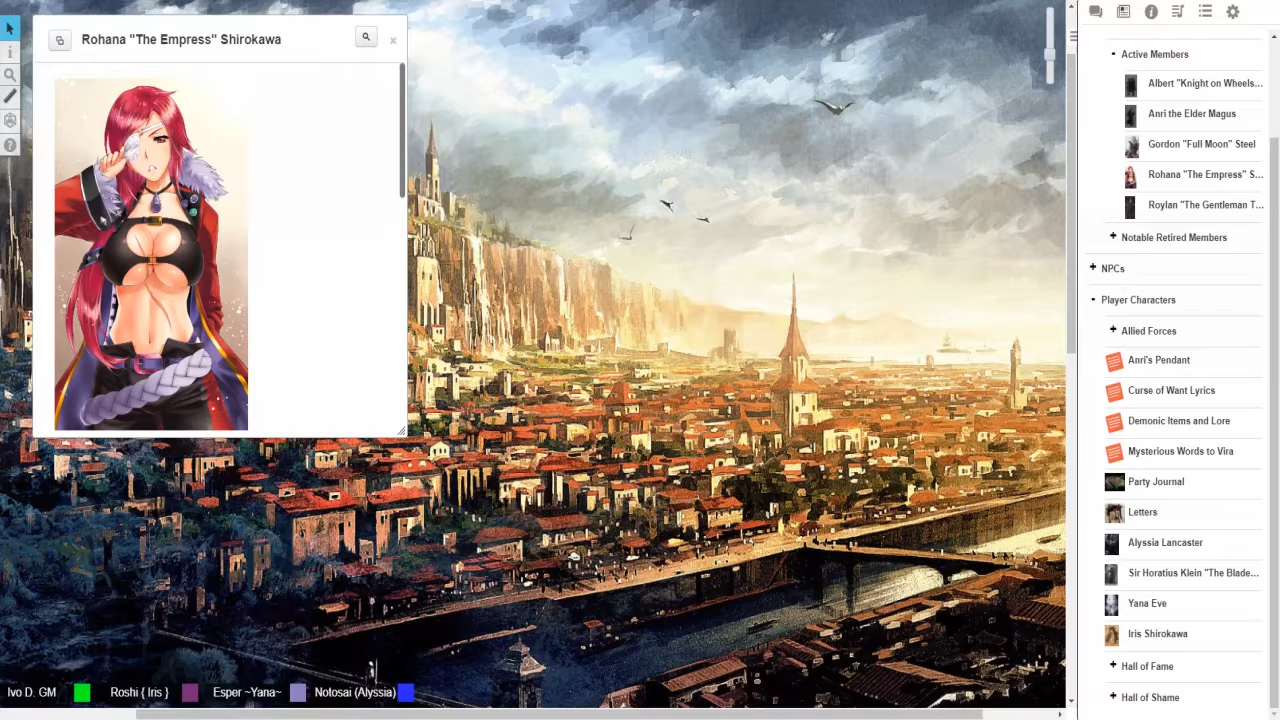 Rohana "The Empress" Shirokawa
Active Members
Albert "Knight on Wheels...
Anri the Elder Magus
Gordon "Full Moon" Steel
Rohana "The Empress" S...
Roylan "The Gentleman T...
Notable Retired Members
NPCs
Player Characters
Allied Forces
Anri's Pendant
Curse of Want Lyrics
Demonic Items and Lore
Mysterious Words to Vira
Party Journal
Letters
Alyssia Lancaster
Sir Horatius Klein "The Blade...
Yana Eve
Iris Shirokawa
Hall of Fame
Hall of Shame
Ivo D. GM
Roshi { Iris }
Esper ~Yana~
Notosai (Alyssia)